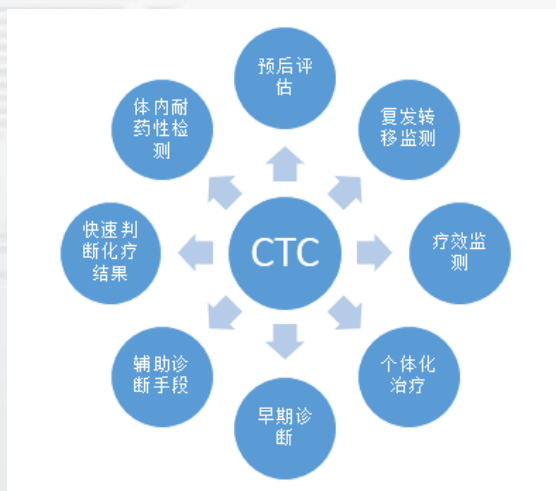 预后评
估
复发转
移监测
疗效监
测
个体化
治疗
早期诊
断
辅助诊
断手段
快速判
断化疗
结果
体内耐
药性检
测
CTC